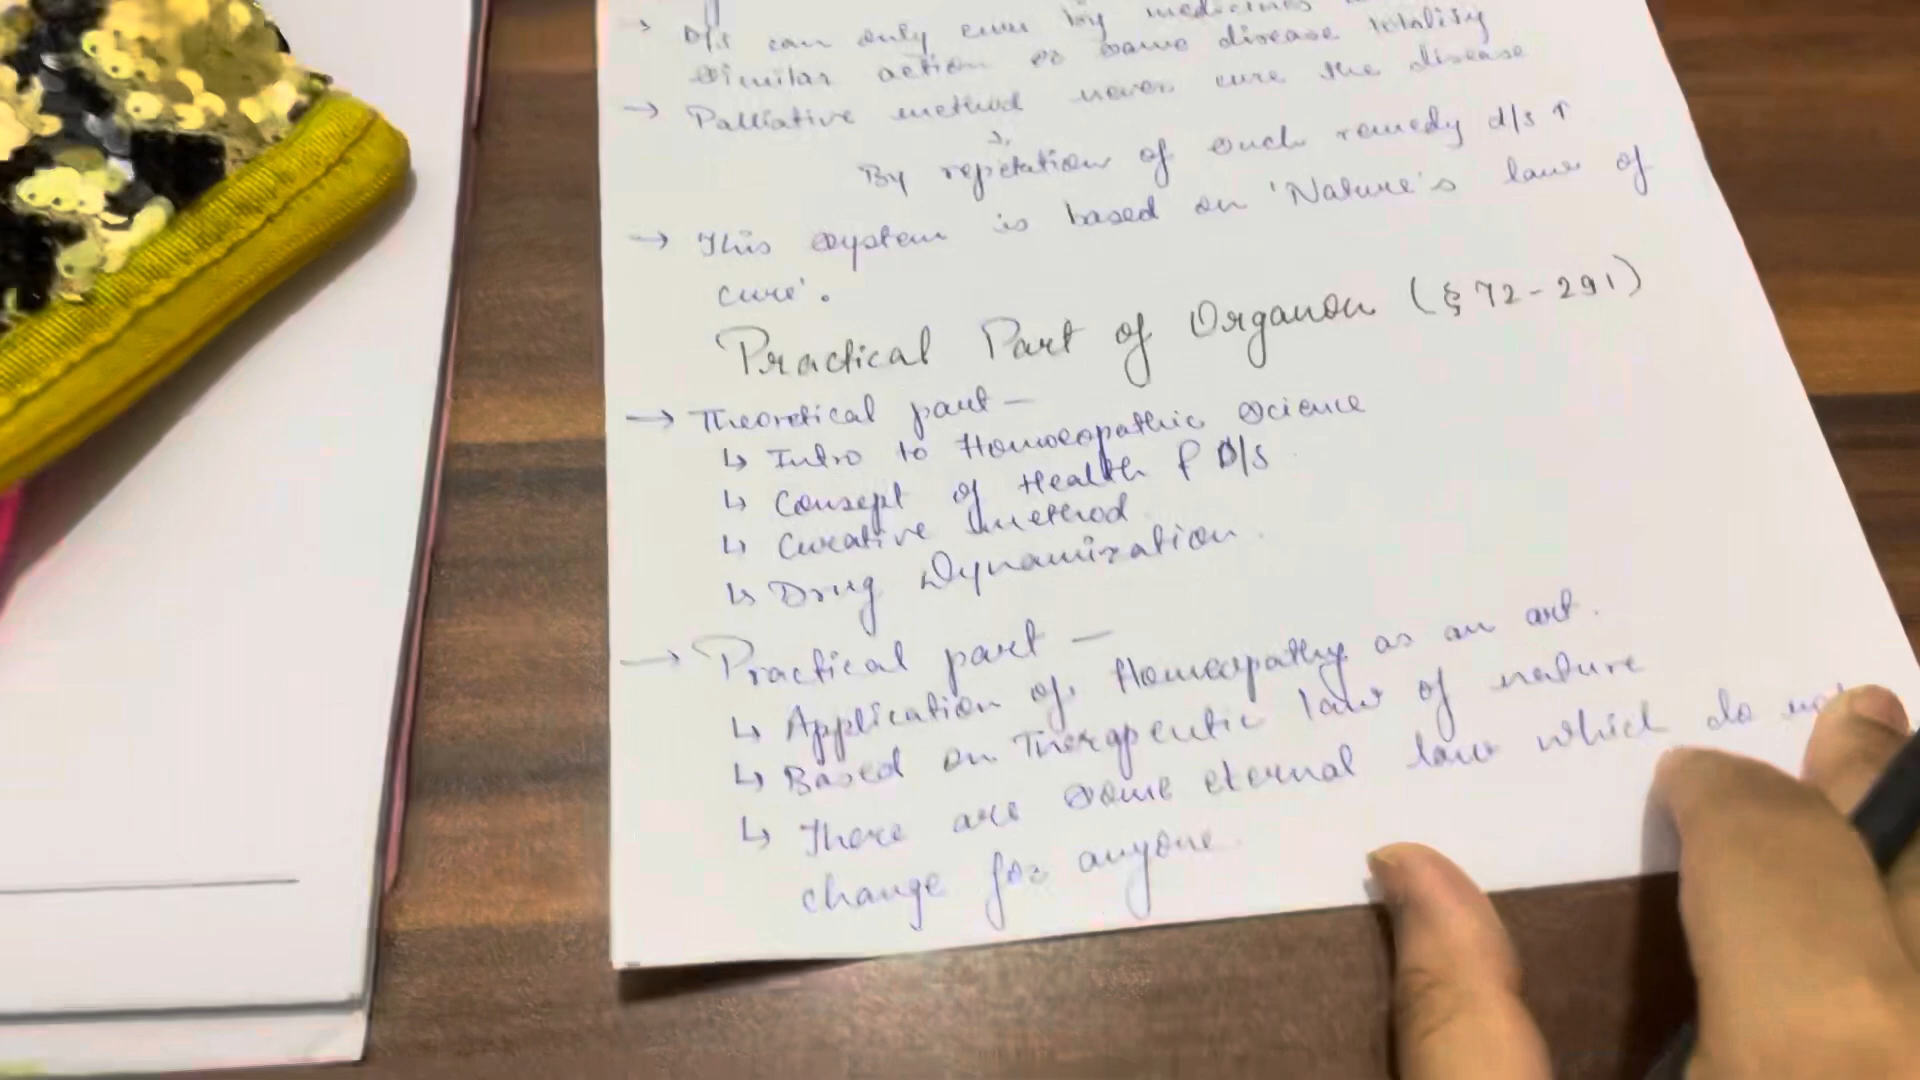 → D/s can only cure by medicines
similar action or same disease totality
→ Palliative method never cure the disease
↓
By repetation of such remedy d/s ↑
→ This system is based on 'Nature's law of
cure'.
Practical Part of Organon (§ 72-291)
→ Theoretical part —
↳ Intro to Homoeopathic science
↳ Consept of Health & D/s
↳ Curative method
↳ Drug Dynamization.
→ Practical part —
↳ Application of Homoeopathy as an art.
↳ Based on Therapeutic law of nature
↳ There are some eternal law which do not
change for anyone.